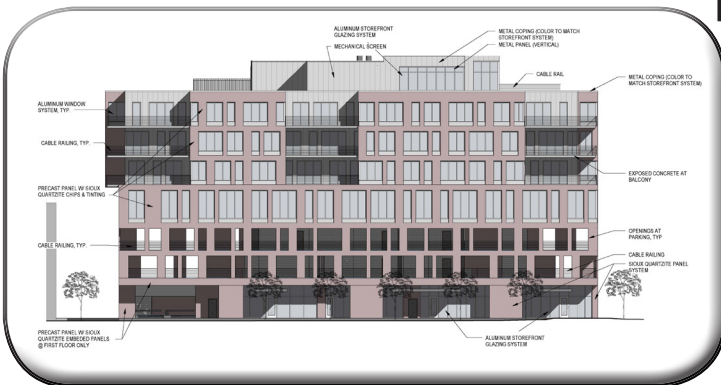 ALUMINUM STOREFRONT
GLAZING SYSTEM
MECHANICAL SCREEN
METAL COPING (COLOR TO MATCH
STOREFRONT SYSTEM)
METAL PANEL (VERTICAL)
CABLE RAIL
METAL COPING (COLOR TO
MATCH STOREFRONT SYSTEM)
ALUMINUM WINDOW
SYSTEM, TYP.
CABLE RAILING, TYP.
EXPOSED CONCRETE AT
BALCONY
PRECAST PANEL W/ SIOUX
QUARTZITE CHIPS & TINTING
OPENINGS AT
PARKING, TYP
CABLE RAILING, TYP.
CABLE RAILING
SIOUX QUARTZITE PANEL
SYSTEM
PRECAST PANEL W/ SIOUX
QUARTZITE EMBEDED PANELS
@ FIRST FLOOR ONLY
ALUMINUM STOREFRONT
GLAZING SYSTEM